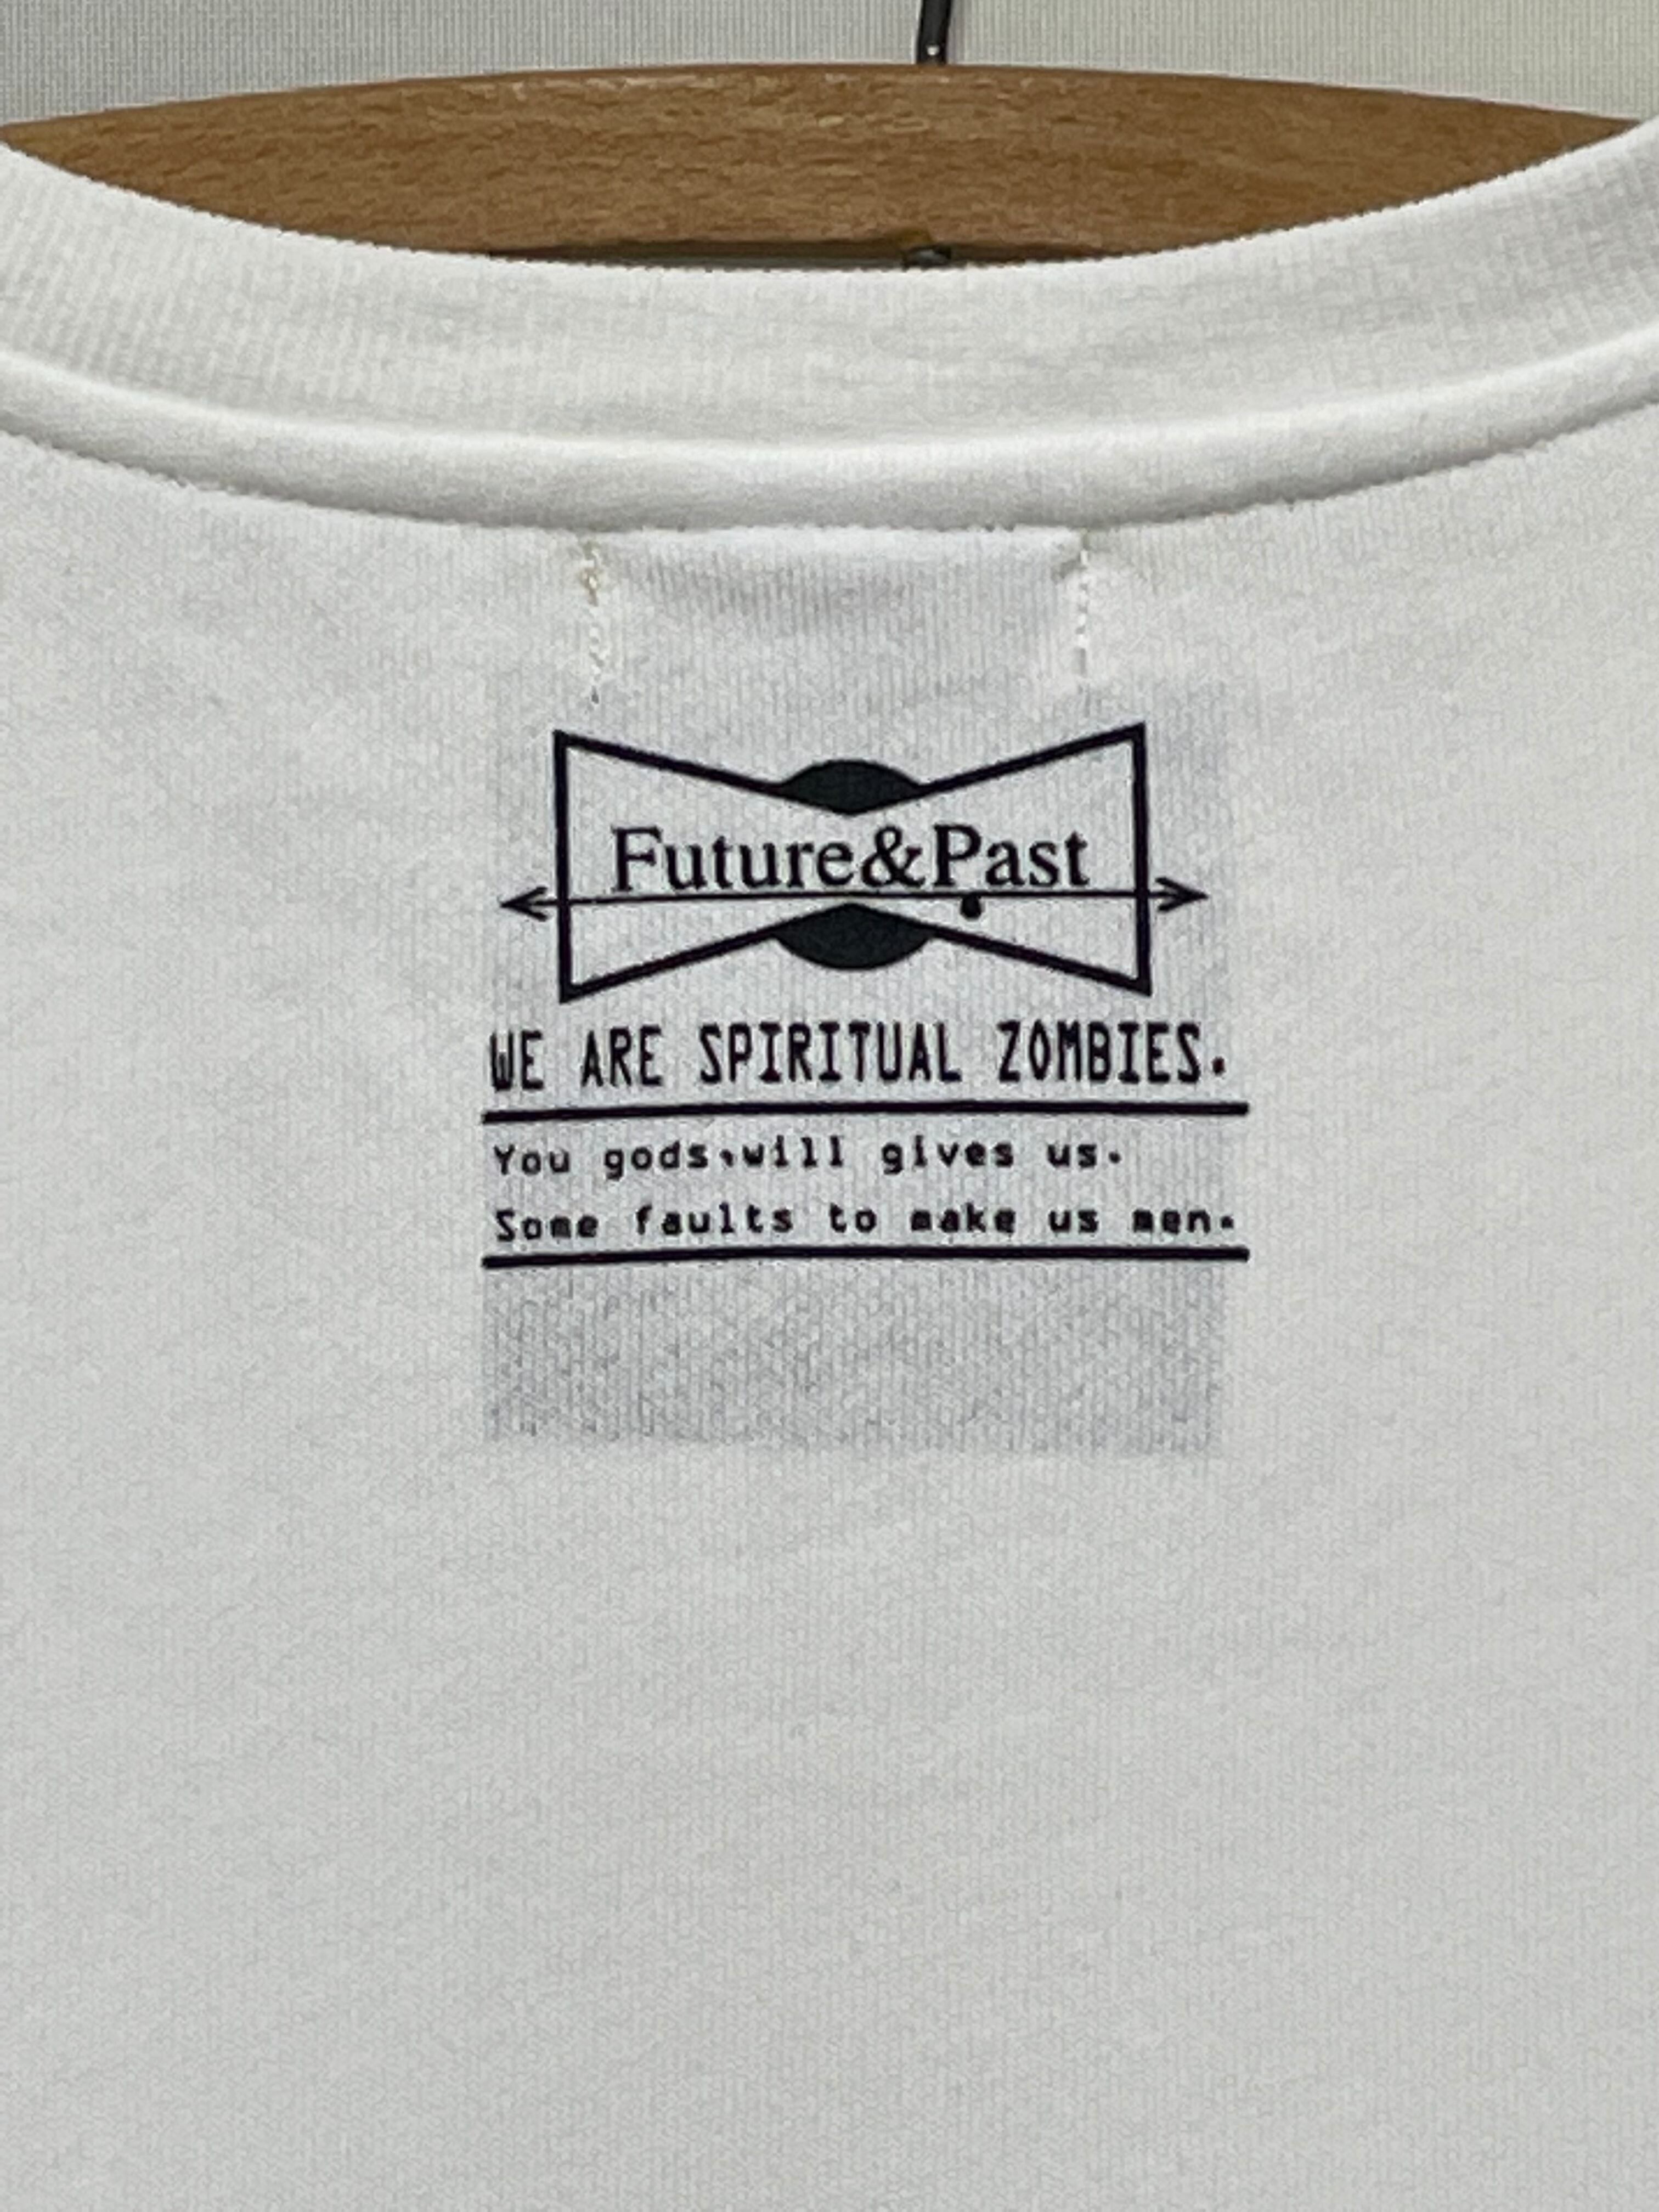 Future&Past
WE ARE SPIRITUAL ZOMBIES.
You gods,will gives us.
Some faults to make us men.